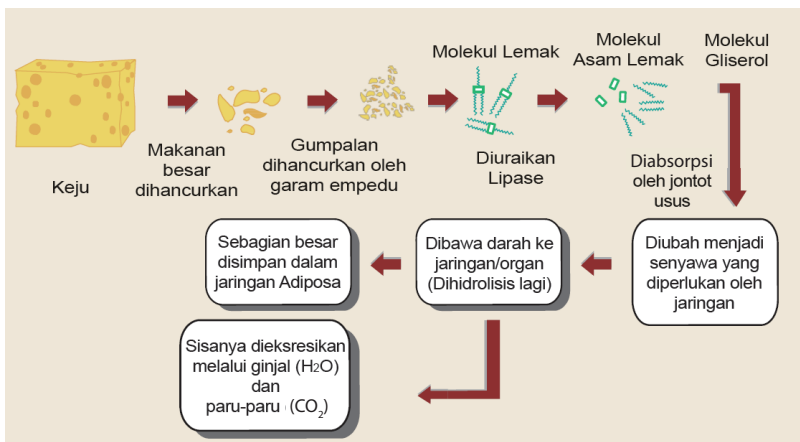 Keju
Makanan
besar
dihancurkan
Gumpalan
dihancurkan oleh
garam empedu
Molekul Lemak
Diuraikan
Lipase
Molekul
Asam Lemak
Molekul
Gliserol
Diabsorpsi
oleh jontot
usus
Diubah menjadi
senyawa yang
diperlukan oleh
jaringan
Dibawa darah ke
jaringan/organ
(Dihidrolisis lagi)
Sebagian besar
disimpan dalam
jaringan Adiposa
Sisanya dieksresikan
melalui ginjal (H2O)
dan
paru-paru (CO₂)